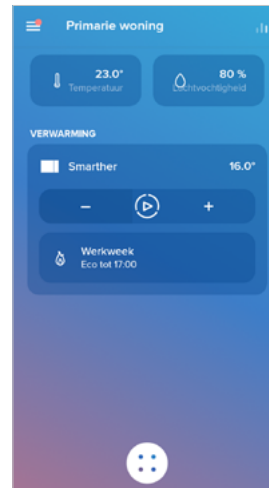 Primarie woning
23.0°
Temperatuur
80 %
Luchtvochtigheid
VERWARMING
Smarther
16.0°
− +
Werkweek
Eco tot 17:00